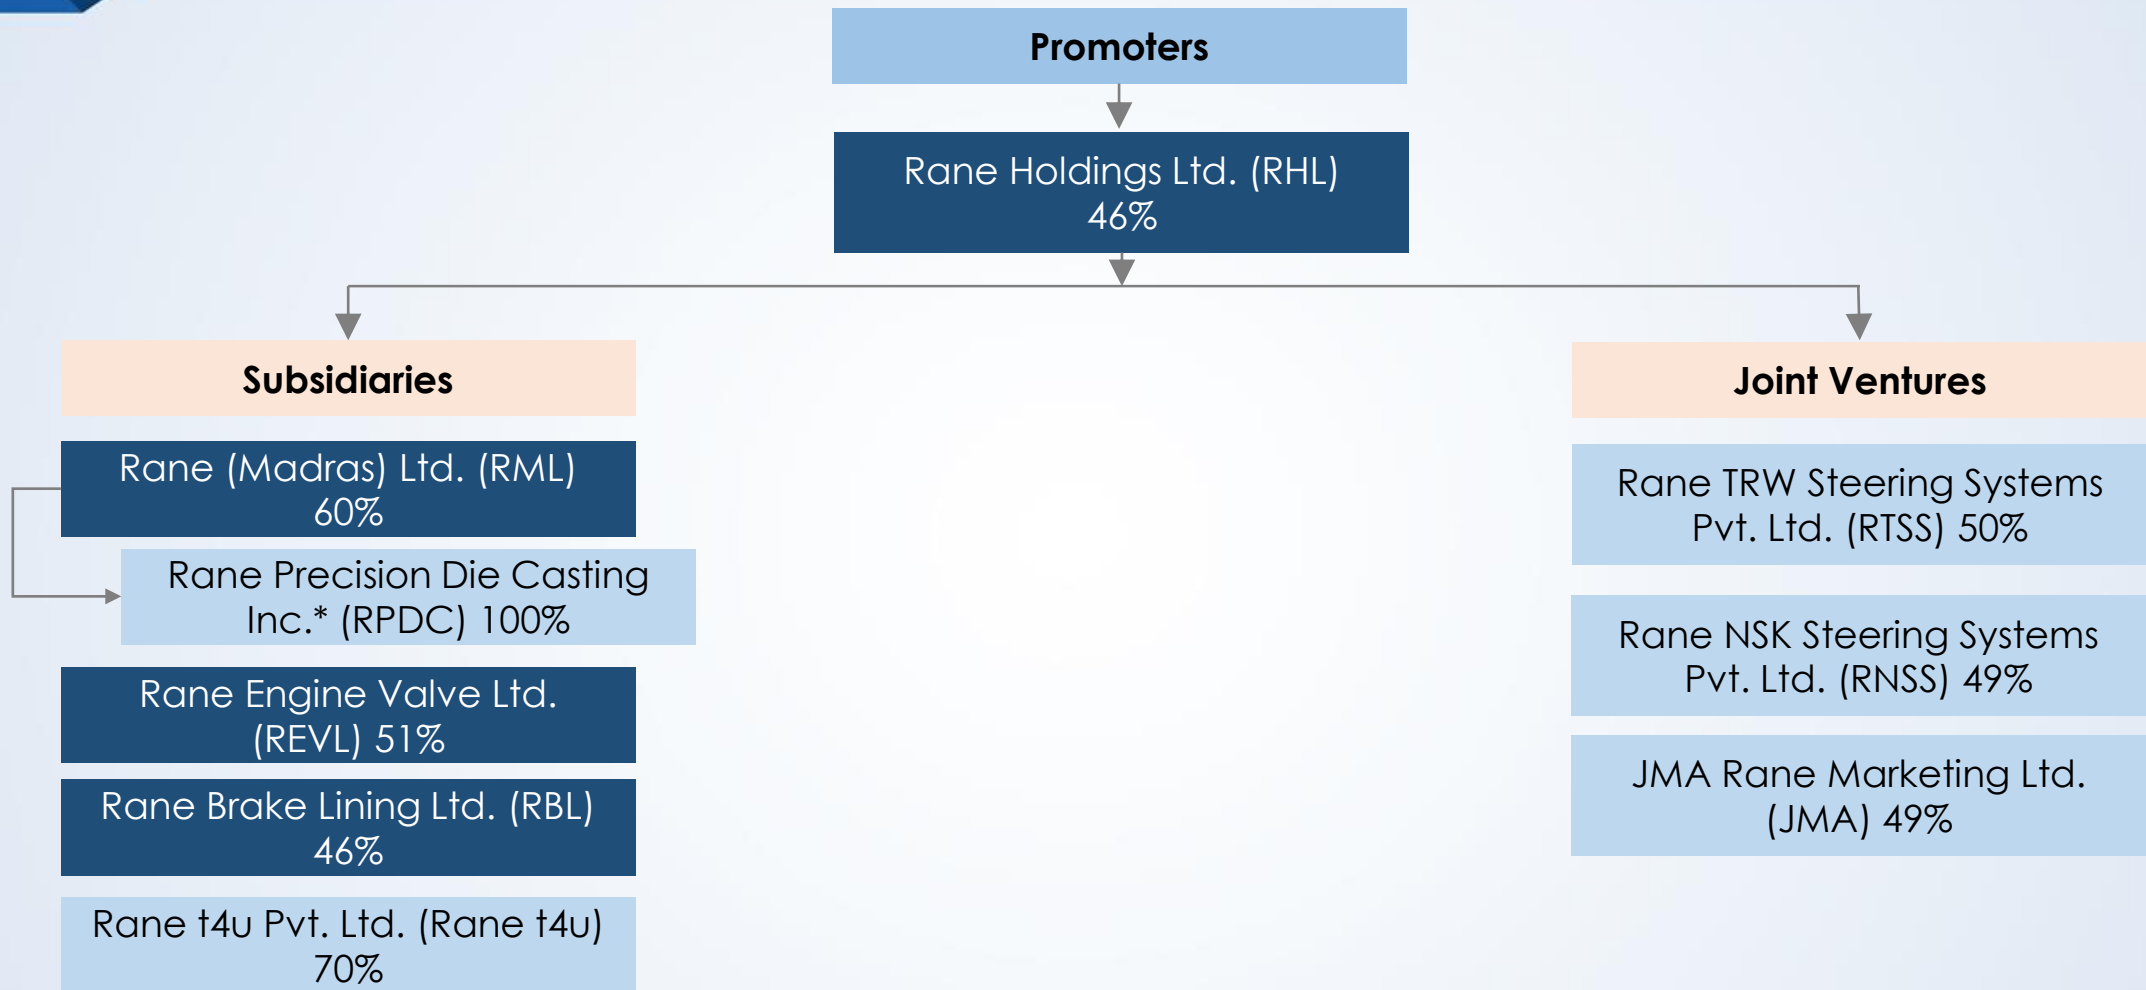 Promoters
Rane Holdings Ltd. (RHL)
46%
Subsidiaries
Rane (Madras) Ltd. (RML)
60%
Rane Precision Die Casting
Inc.* (RPDC) 100%
Rane Engine Valve Ltd.
(REVL) 51%
Rane Brake Lining Ltd. (RBL)
46%
Rane t4u Pvt. Ltd. (Rane t4u)
70%
Joint Ventures
Rane TRW Steering Systems
Pvt. Ltd. (RTSS) 50%
Rane NSK Steering Systems
Pvt. Ltd. (RNSS) 49%
JMA Rane Marketing Ltd.
(JMA) 49%